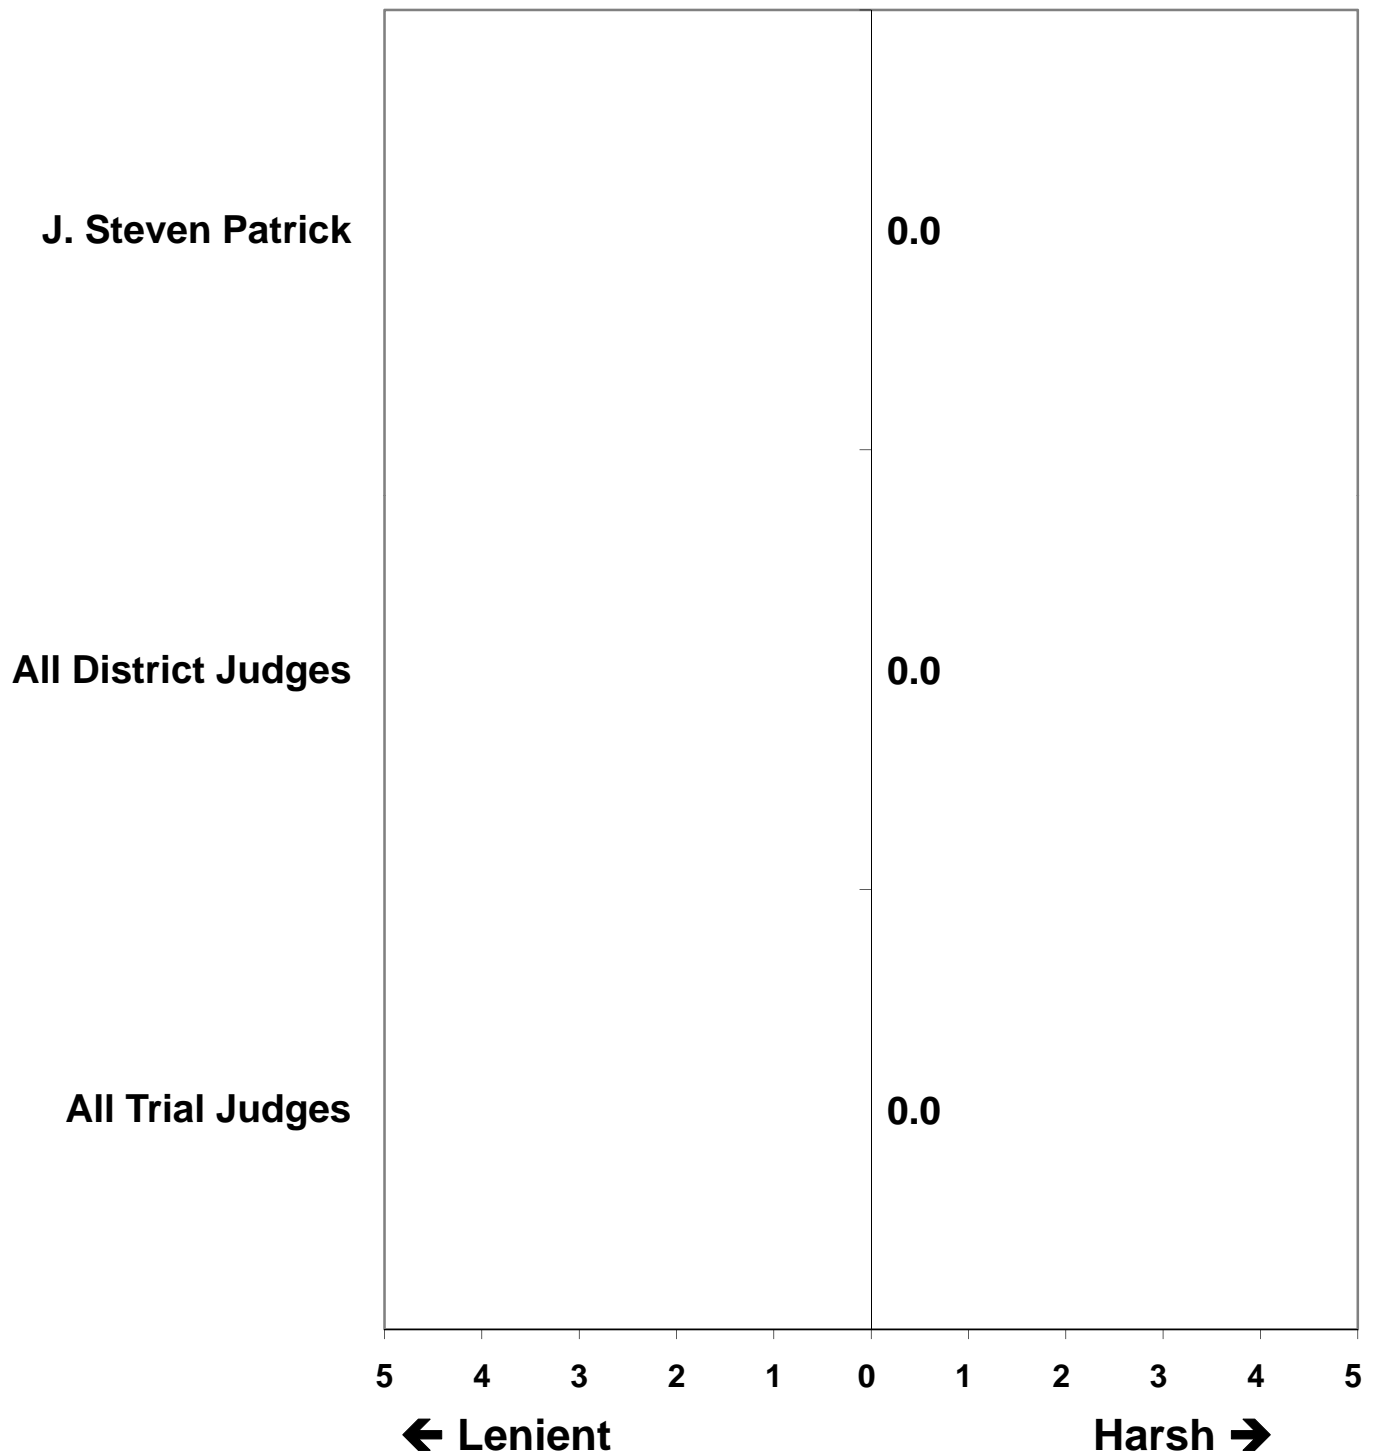 J. Steven Patrick 0.0
All District Judges 0.0
All Trial Judges 0.0
5 4 3 2 1 0 1 2 3 4 5
← Lenient Harsh →